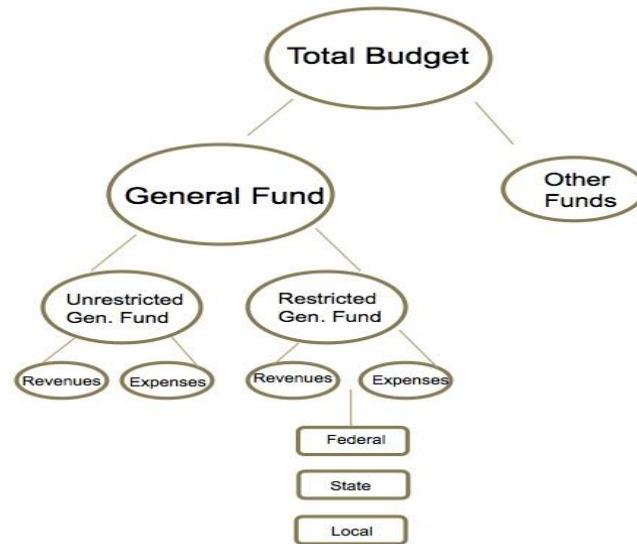 Total Budget
General Fund
Other
Funds
Unrestricted
Gen. Fund
Restricted
Gen. Fund
Revenues
Expenses
Revenues
Expenses
Federal
State
Local